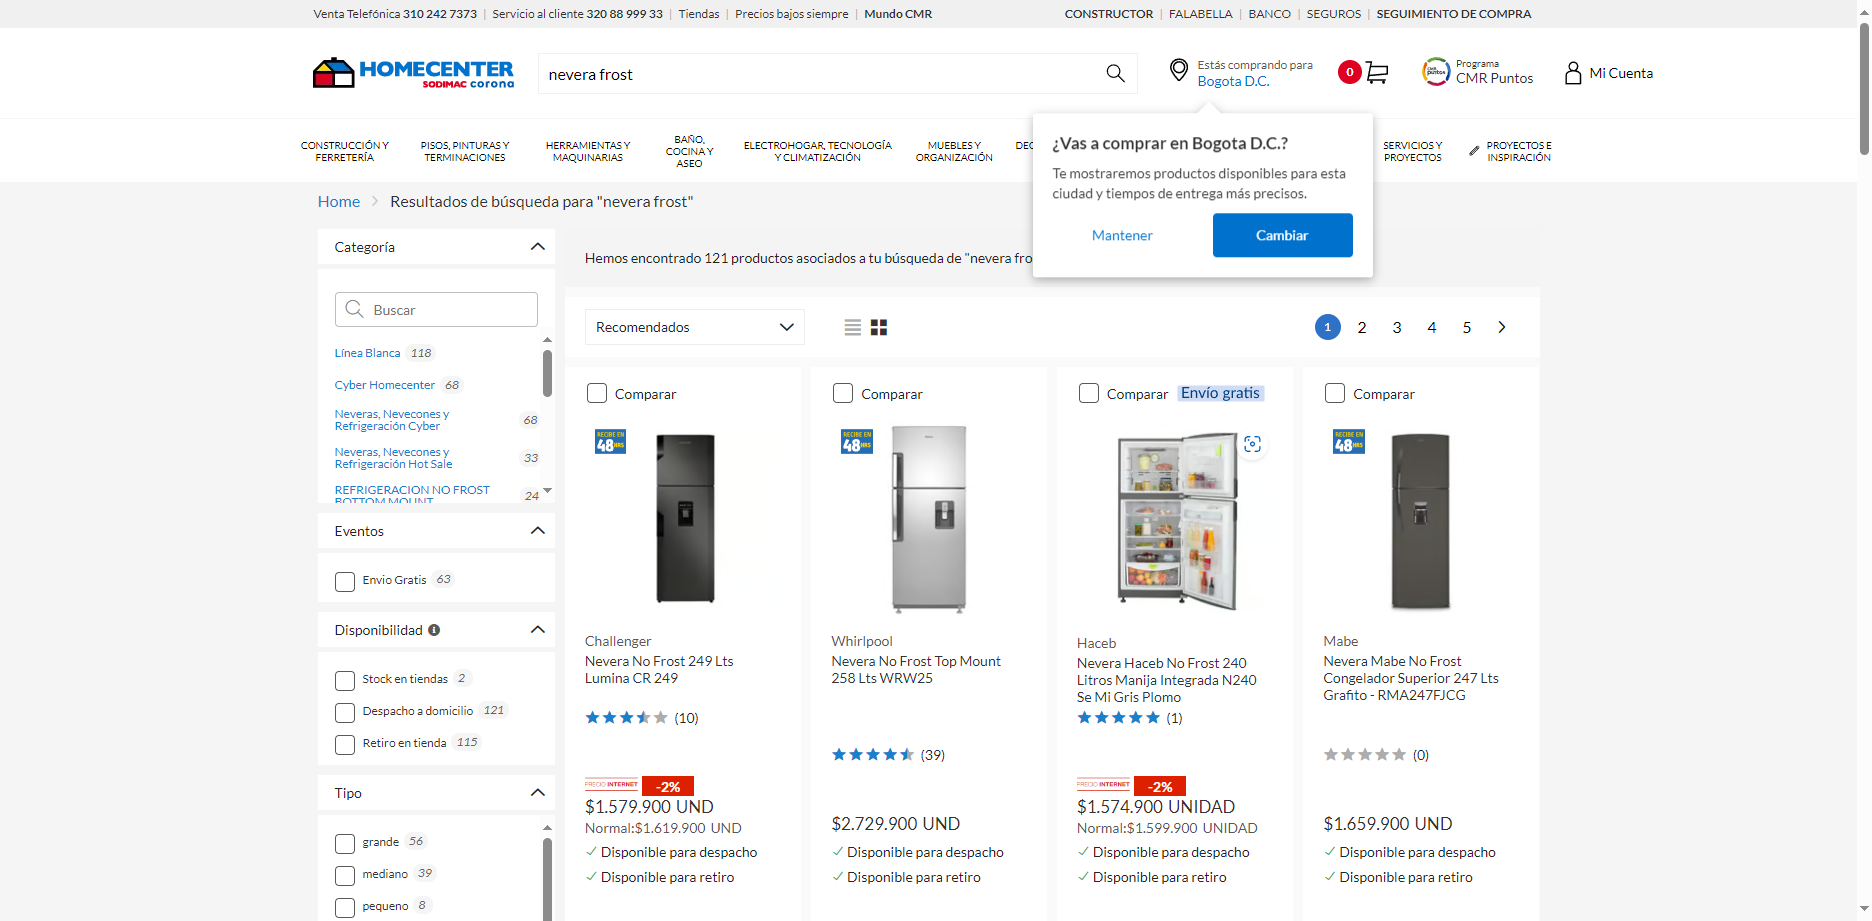 Venta Telefónica 310 242 7373 | Servicio al cliente 320 88 999 33 | Tiendas | Precios bajos siempre | Mundo CMR
CONSTRUCTOR | FALABELLA | BANCO | SEGUROS | SEGUIMIENTO DE COMPRA
HOMECENTER
SODIMAC corona
nevera frost
Estás comprando para
Bogota D.C.
0
Programa
CMR Puntos
Mi Cuenta
CONSTRUCCIÓN Y
FERRETERÍA
PISOS, PINTURAS Y
TERMINACIONES
HERRAMIENTAS Y
MAQUINARIAS
BAÑO,
COCINA Y
ASEO
ELECTROHOGAR, TECNOLOGÍA
Y CLIMATIZACIÓN
MUEBLES Y
ORGANIZACIÓN
DEC
SERVICIOS Y
PROYECTOS
PROYECTOS E
INSPIRACIÓN
¿Vas a comprar en Bogota D.C.?
Te mostraremos productos disponibles para esta
ciudad y tiempos de entrega más precisos.
Mantener
Cambiar
Home > Resultados de búsqueda para "nevera frost"
Categoría
Buscar
Línea Blanca 118
Cyber Homecenter 68
Neveras, Nevecones y
Refrigeración Cyber 68
Neveras, Nevecones y
Refrigeración Hot Sale 33
REFRIGERACION NO FROST
BOTTOM MOUNT 24
Eventos
Envio Gratis 63
Disponibilidad
Stock en tiendas 2
Despacho a domicilio 121
Retiro en tienda 115
Tipo
grande 56
mediano 39
pequeno 8
Hemos encontrado 121 productos asociados a tu búsqueda de "nevera fro
Recomendados
1 2 3 4 5
Comparar
RECIBE EN
48 HRS
Challenger
Nevera No Frost 249 Lts
Lumina CR 249
(10)
PRECIO INTERNET -2%
$1.579.900 UND
Normal:$1.619.900 UND
Disponible para despacho
Disponible para retiro
Comparar
RECIBE EN
48 HRS
Whirlpool
Nevera No Frost Top Mount
258 Lts WRW25
(39)
$2.729.900 UND
Disponible para despacho
Disponible para retiro
Comparar Envío gratis
Haceb
Nevera Haceb No Frost 240
Litros Manija Integrada N240
Se Mi Gris Plomo
(1)
PRECIO INTERNET -2%
$1.574.900 UNIDAD
Normal:$1.599.900 UNIDAD
Disponible para despacho
Disponible para retiro
Comparar
RECIBE EN
48 HRS
Mabe
Nevera Mabe No Frost
Congelador Superior 247 Lts
Grafito - RMA247FJCG
(0)
$1.659.900 UND
Disponible para despacho
Disponible para retiro